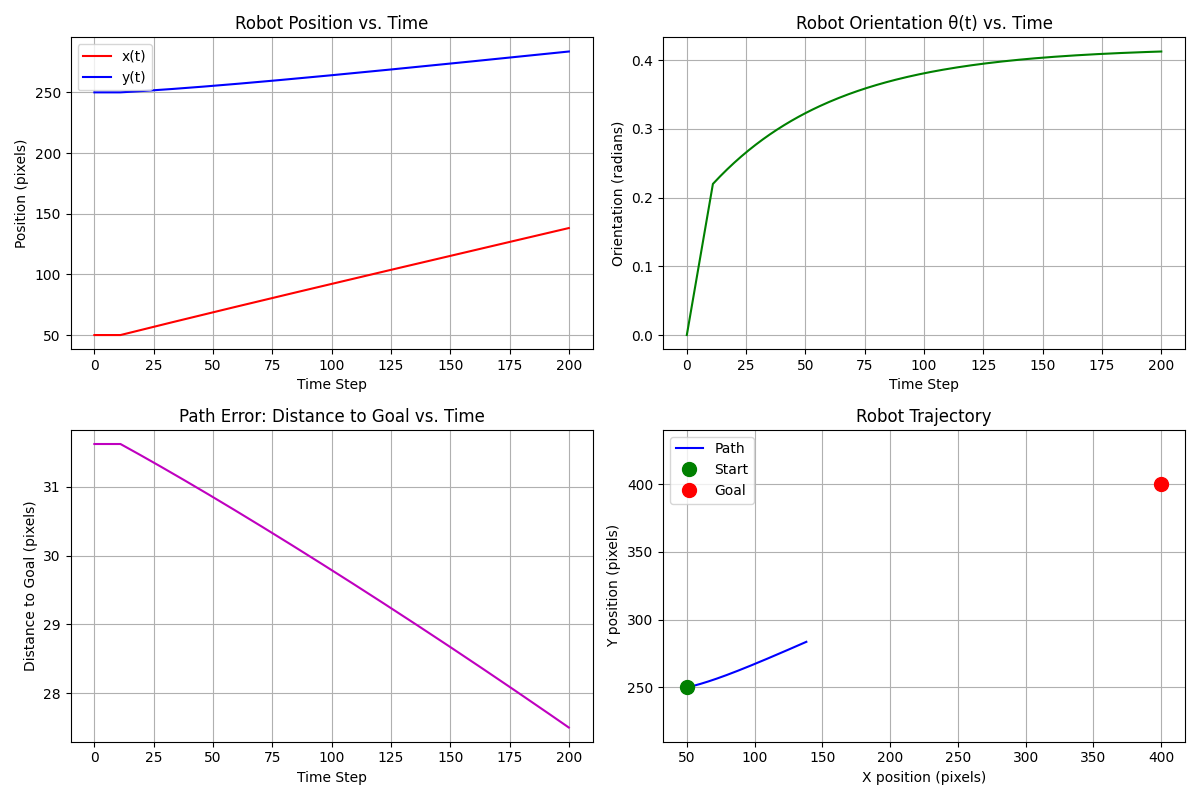 Robot Position vs. Time
x(t)
y(t)
Position (pixels)
250
200
150
100
50
0 25 50 75 100 125 150 175 200
Time Step
Robot Orientation θ(t) vs. Time
Orientation (radians)
0.4
0.3
0.2
0.1
0.0
0 25 50 75 100 125 150 175 200
Time Step
Path Error: Distance to Goal vs. Time
Distance to Goal (pixels)
31
30
29
28
0 25 50 75 100 125 150 175 200
Time Step
Robot Trajectory
Path
Start
Goal
Y position (pixels)
400
350
300
250
50 100 150 200 250 300 350 400
X position (pixels)